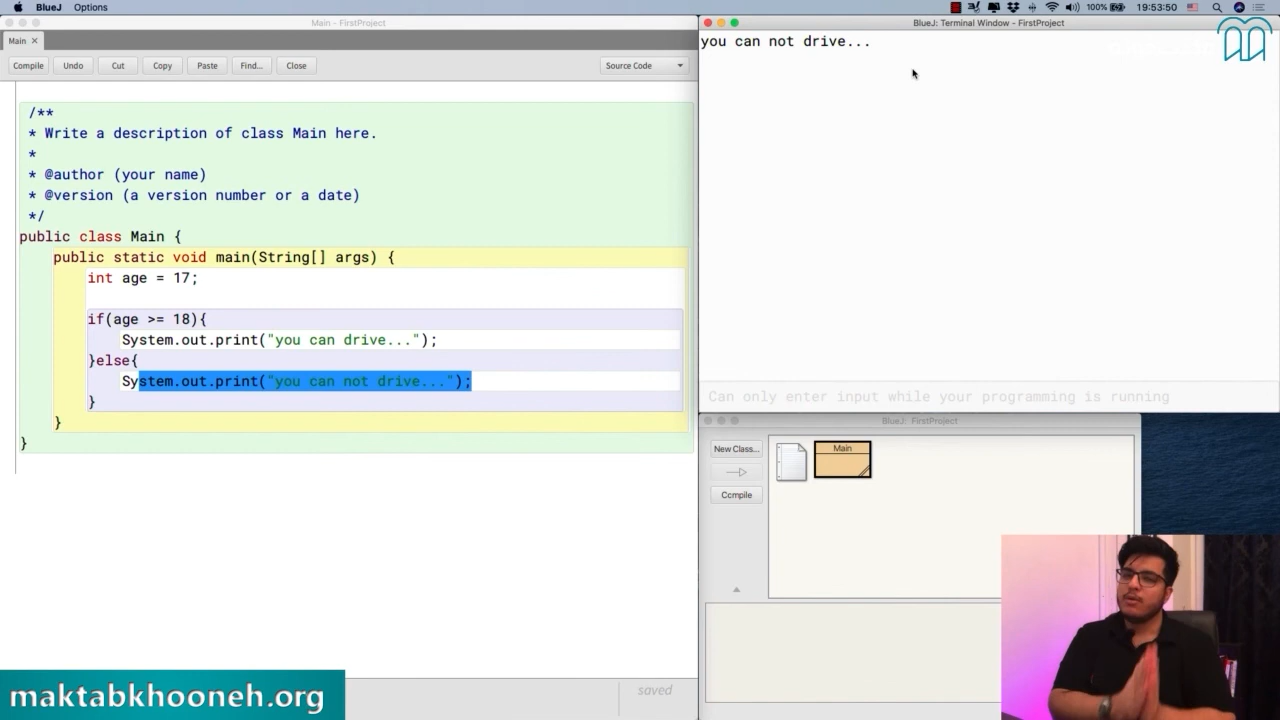 BlueJ Options
100% 19:53:50
Main - FirstProject
Main
Compile Undo Cut Copy Paste Find... Close Source Code
/**
* Write a description of class Main here.
*
* @author (your name)
* @version (a version number or a date)
*/
public class Main {
public static void main(String[] args) {
int age = 17;
if(age >= 18){
System.out.print("you can drive...");
}else{
System.out.print("you can not drive...");
}
}
}
saved
BlueJ: Terminal Window - FirstProject
you can not drive...
Can only enter input while your programming is running
BlueJ: FirstProject
New Class...
Main
Compile
maktabkhooneh.org